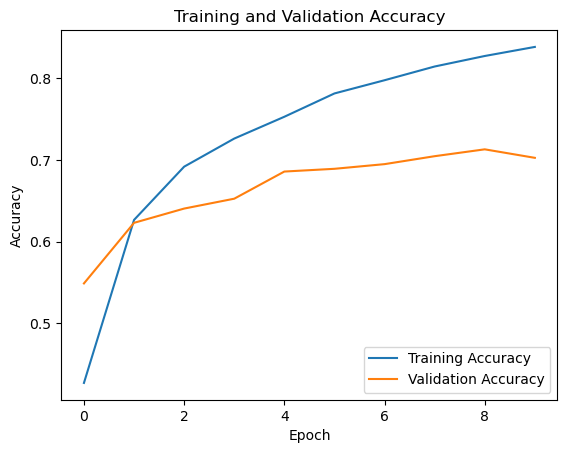 Training and Validation Accuracy
0.8
0.7
0.6
0.5
Accuracy
Training Accuracy
Validation Accuracy
0 2 4 6 8
Epoch